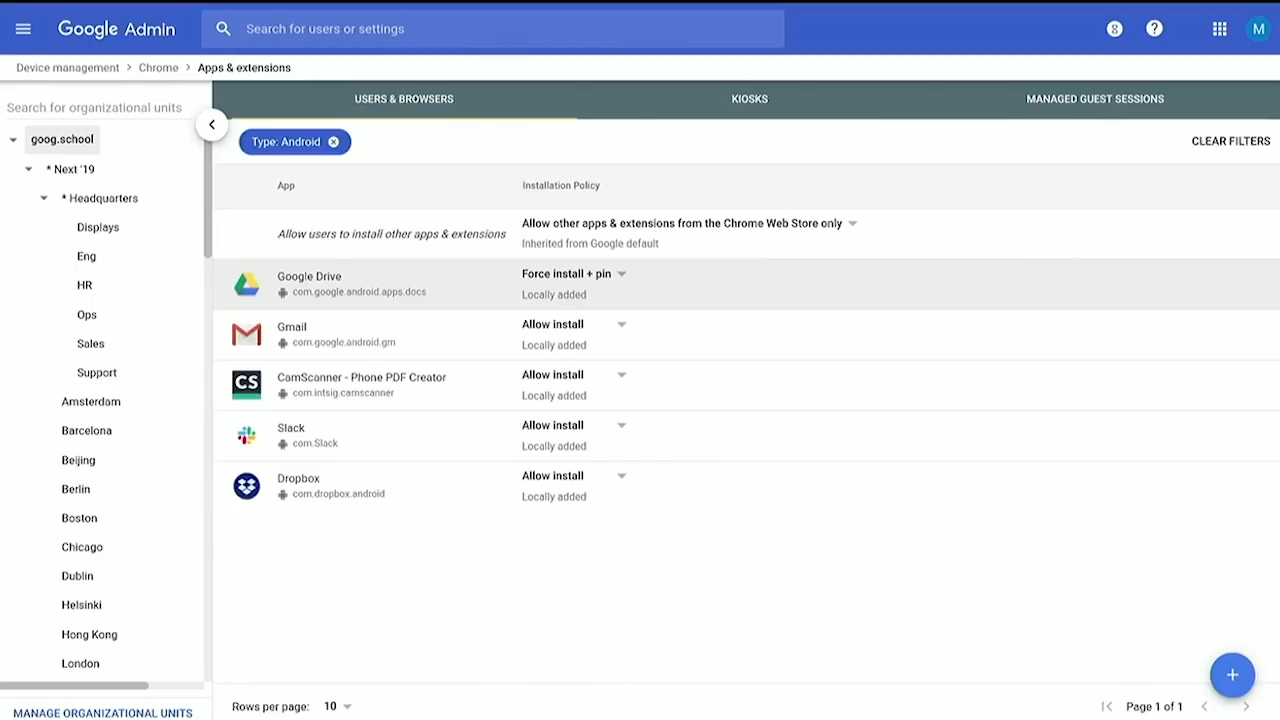 Google Admin
Search for users or settings
M
Device management > Chrome > Apps & extensions
Search for organizational units
goog.school
* Next '19
* Headquarters
Displays
Eng
HR
Ops
Sales
Support
Amsterdam
Barcelona
Beijing
Berlin
Boston
Chicago
Dublin
Helsinki
Hong Kong
London
MANAGE ORGANIZATIONAL UNITS
USERS & BROWSERS
KIOSKS
MANAGED GUEST SESSIONS
Type: Android
CLEAR FILTERS
App
Installation Policy
Allow users to install other apps & extensions
Allow other apps & extensions from the Chrome Web Store only
Inherited from Google default
Google Drive
com.google.android.apps.docs
Force install + pin
Locally added
Gmail
com.google.android.gm
Allow install
Locally added
CS
CamScanner - Phone PDF Creator
com.intsig.camscanner
Allow install
Locally added
Slack
com.Slack
Allow install
Locally added
Dropbox
com.dropbox.android
Allow install
Locally added
Rows per page: 10
Page 1 of 1